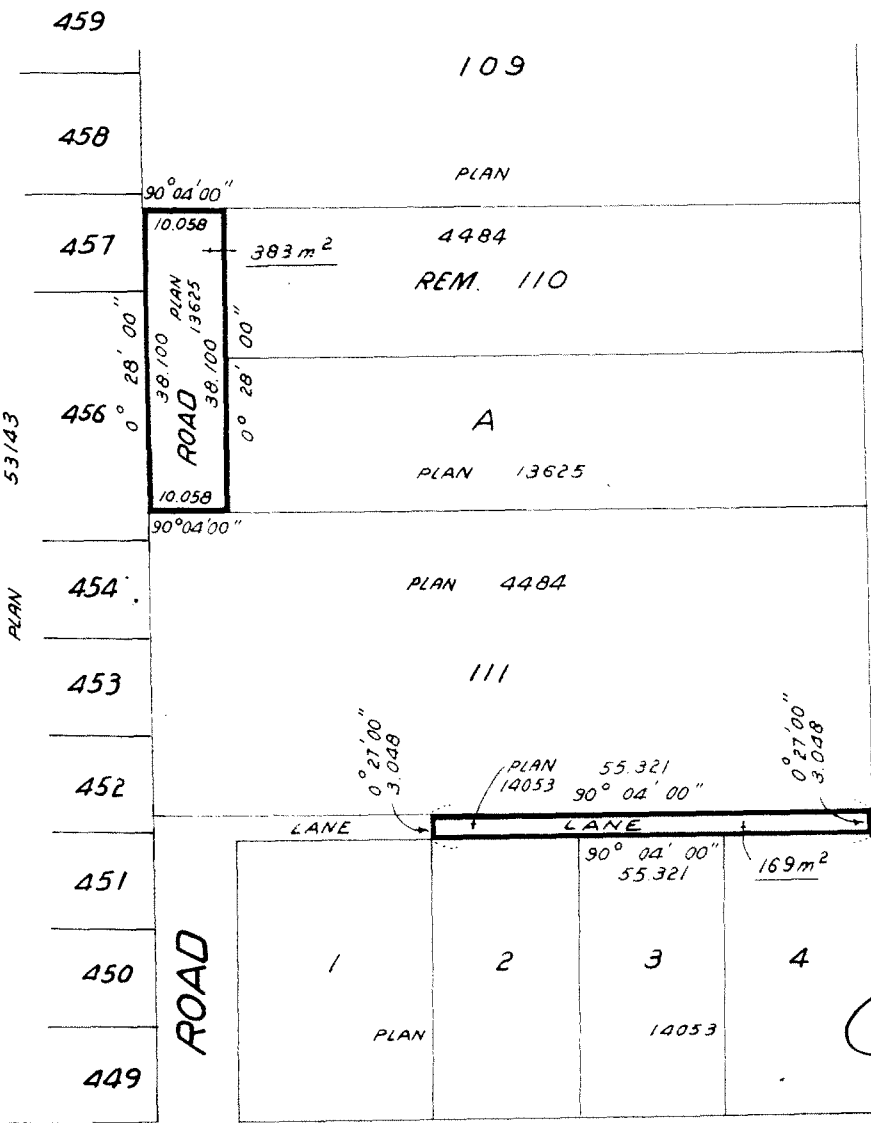 459
109
458
PLAN
90°04'00"
457
10.058
383 m²
4484
REM. 110
PLAN 13625
38.100
38.100
0° 28' 00"
0° 28' 00"
ROAD
456
A
53143
PLAN 13625
10.058
90°04'00"
454
PLAN 4484
PLAN
453
111
0° 27' 00"
3.048
0° 27' 00"
3.048
452
PLAN
14053
55.321
90° 04' 00"
LANE
LANE
90° 04' 00"
55.321
169 m²
451
ROAD
450
1
2
3
4
PLAN
14053
449